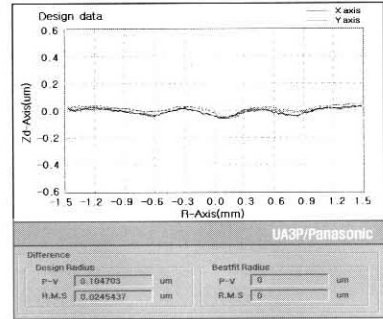 Design data
X axis
Y axis
Zd-Axis(um)
0.6
0.4
0.2
0.0
-0.2
-0.4
-0.6
-1.5 -1.2 -0.9 -0.6 -0.3 0.0 0.3 0.6 0.9 1.2 1.5
R-Axis(mm)
UA3P/Panasonic
Difference
Design Radius
P-V 0.104703 um
R.M.S 0.0245437 um
Bestfit Radius
P-V 0 um
R.M.S 0 um